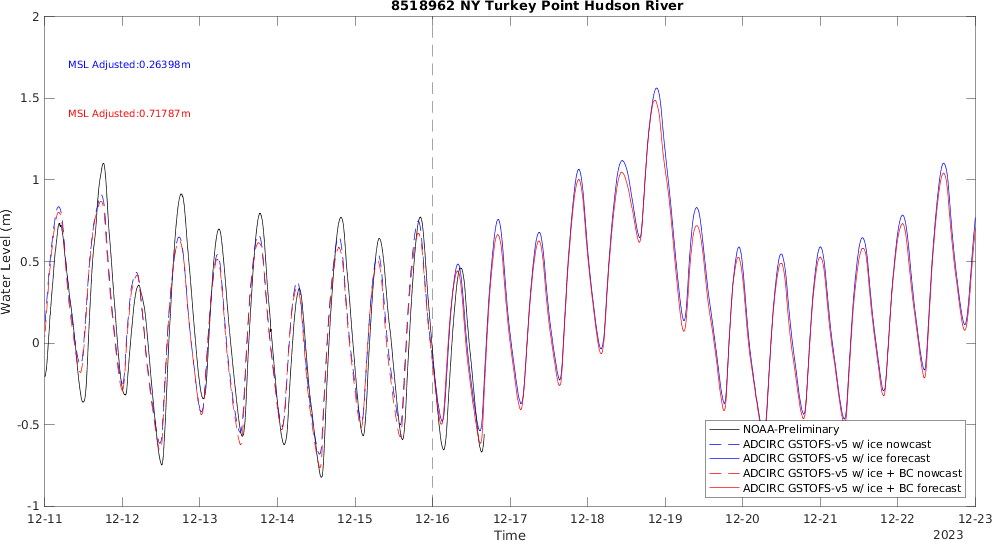 8518962 NY Turkey Point Hudson River
MSL Adjusted:0.26398m
MSL Adjusted:0.71787m
Water Level (m)
2
1.5
1
0.5
0
-0.5
-1
NOAA-Preliminary
ADCIRC GSTOFS-v5 w/ ice nowcast
ADCIRC GSTOFS-v5 w/ ice forecast
ADCIRC GSTOFS-v5 w/ ice + BC nowcast
ADCIRC GSTOFS-v5 w/ ice + BC forecast
12-11 12-12 12-13 12-14 12-15 12-16 12-17 12-18 12-19 12-20 12-21 12-22 12-23
Time
2023